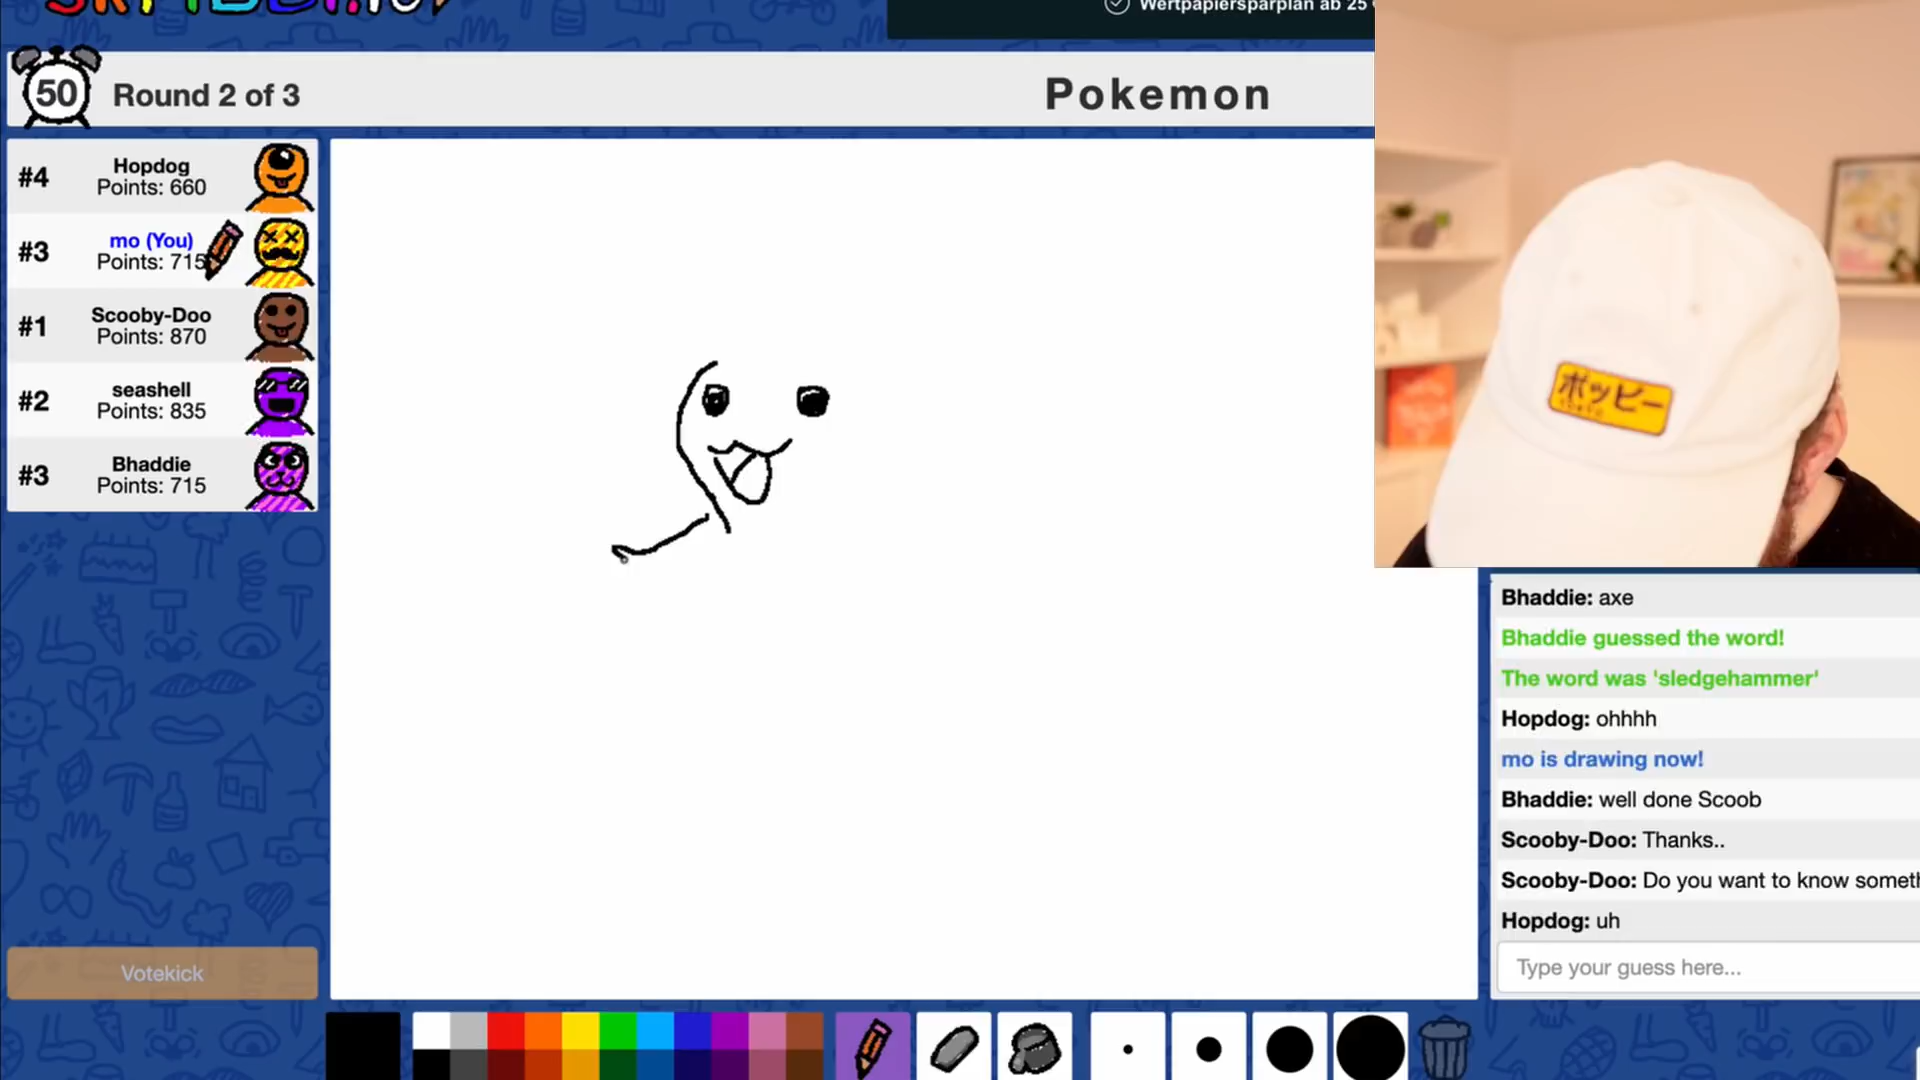 skribbl.io
Wertpapiersparplan ab 25
50
Round 2 of 3
Pokemon
#4
Hopdog
Points: 660
#3
mo (You)
Points: 715
#1
Scooby-Doo
Points: 870
#2
seashell
Points: 835
#3
Bhaddie
Points: 715
ポッピー
Bhaddie: axe
Bhaddie guessed the word!
The word was 'sledgehammer'
Hopdog: ohhhh
mo is drawing now!
Bhaddie: well done Scoob
Scooby-Doo: Thanks..
Scooby-Doo: Do you want to know someth
Hopdog: uh
Type your guess here...
Votekick